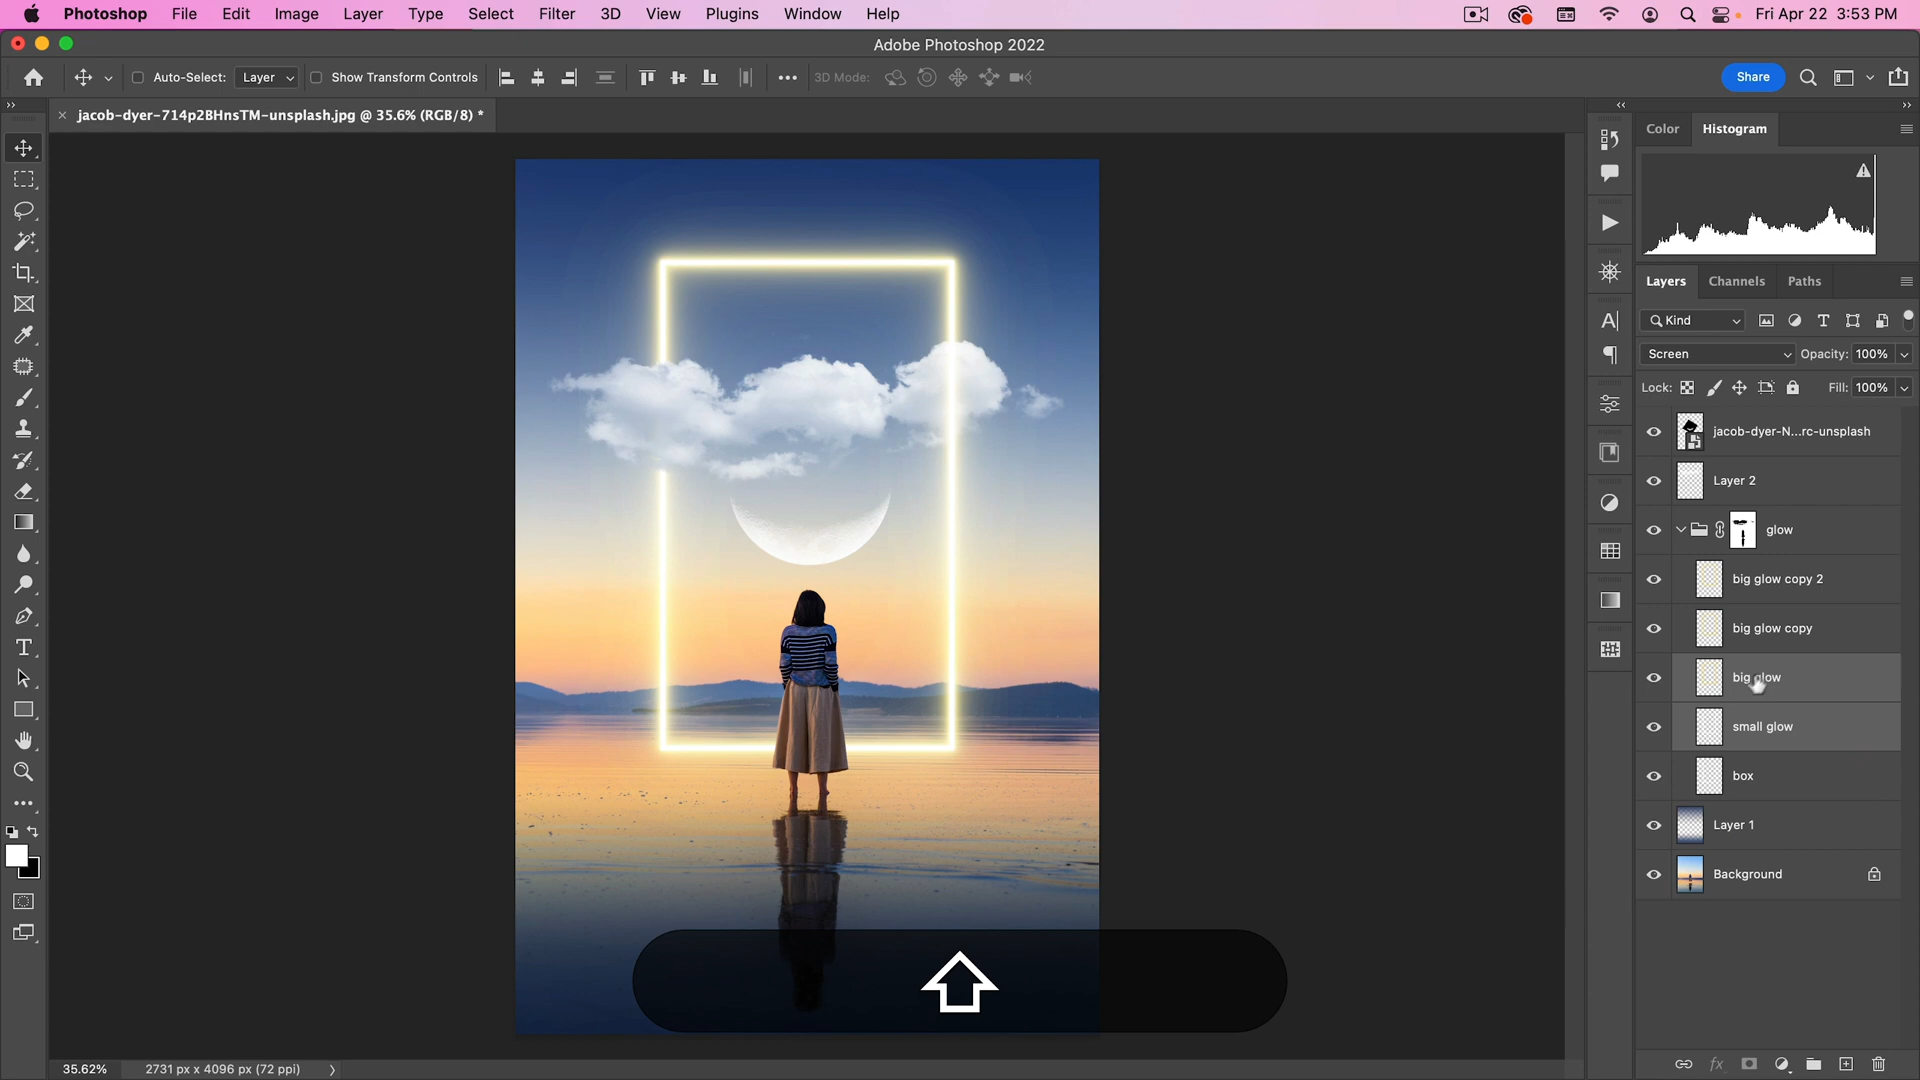 Photoshop File Edit Image Layer Type Select Filter 3D View Plugins Window Help Fri Apr 22 3:53 PM
Adobe Photoshop 2022
Auto-Select: Layer Show Transform Controls 3D Mode: Share
jacob-dyer-714p2BHnsTM-unsplash.jpg @ 35.6% (RGB/8) *
Color Histogram
Layers Channels Paths
Kind
Screen Opacity: 100%
Lock: Fill: 100%
jacob-dyer-N...rc-unsplash
Layer 2
glow
big glow copy 2
big glow copy
big glow
small glow
box
Layer 1
Background
35.62% 2731 px x 4096 px (72 ppi)